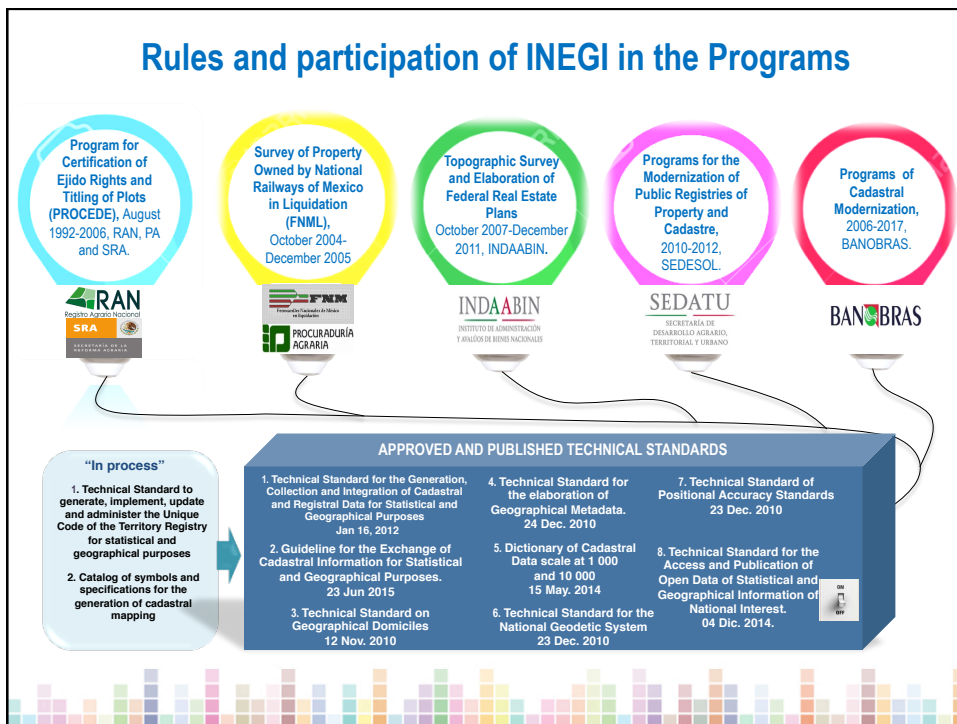 Rules and participation of INEGI in the Programs
Program for
Certification of
Ejido Rights and
Titling of Plots
(PROCEDE), August
1992-2006, RAN, PA
and SRA.
Survey of Property
Owned by National
Railways of Mexico
in Liquidation
(FNML),
October 2004-
December 2005
Topographic Survey
and Elaboration of
Federal Real Estate
Plans
October 2007-December
2011, INDAABIN.
Programs for the
Modernization of
Public Registries of
Property and
Cadastre,
2010-2012,
SEDESOL.
Programs of
Cadastral
Modernization,
2006-2017,
BANOBRAS.
RAN
Registro Agrario Nacional
SRA
SECRETARÍA DE LA
REFORMA AGRARIA
FNM
Ferrocarriles Nacionales de México
en liquidación
PROCURADURÍA
AGRARIA
INDAABIN
INSTITUTO DE ADMINISTRACIÓN
Y AVALÚOS DE BIENES NACIONALES
SEDATU
SECRETARÍA DE
DESARROLLO AGRARIO,
TERRITORIAL Y URBANO
BANOBRAS
"In process"
1. Technical Standard to
generate, implement, update
and administer the Unique
Code of the Territory Registry
for statistical and
geographical purposes
2. Catalog of symbols and
specifications for the
generation of cadastral
mapping
APPROVED AND PUBLISHED TECHNICAL STANDARDS
1. Technical Standard for the Generation,
Collection and Integration of Cadastral
and Registral Data for Statistical and
Geographical Purposes
Jan 16, 2012
2. Guideline for the Exchange of
Cadastral Information for Statistical
and Geographical Purposes.
23 Jun 2015
3. Technical Standard on
Geographical Domiciles
12 Nov. 2010
4. Technical Standard for
the elaboration of
Geographical Metadata.
24 Dec. 2010
5. Dictionary of Cadastral
Data scale at 1 000
and 10 000
15 May. 2014
6. Technical Standard for the
National Geodetic System
23 Dec. 2010
7. Technical Standard of
Positional Accuracy Standards
23 Dec. 2010
8. Technical Standard for the
Access and Publication of
Open Data of Statistical and
Geographical Information of
National Interest.
04 Dic. 2014.
ON
OFF